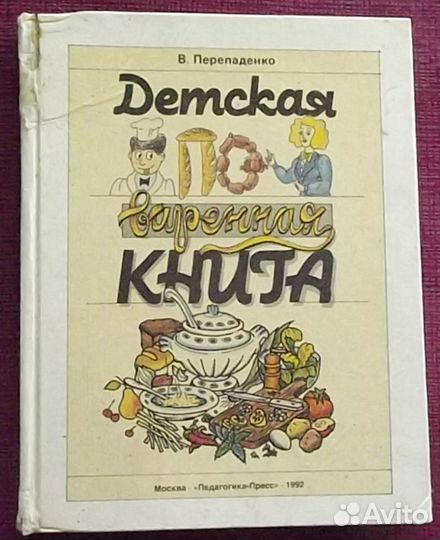 В. Перепаденко
Детская
по
варенная
КНИГА
Москва · «Педагогика-Пресс» · 1992
Avito